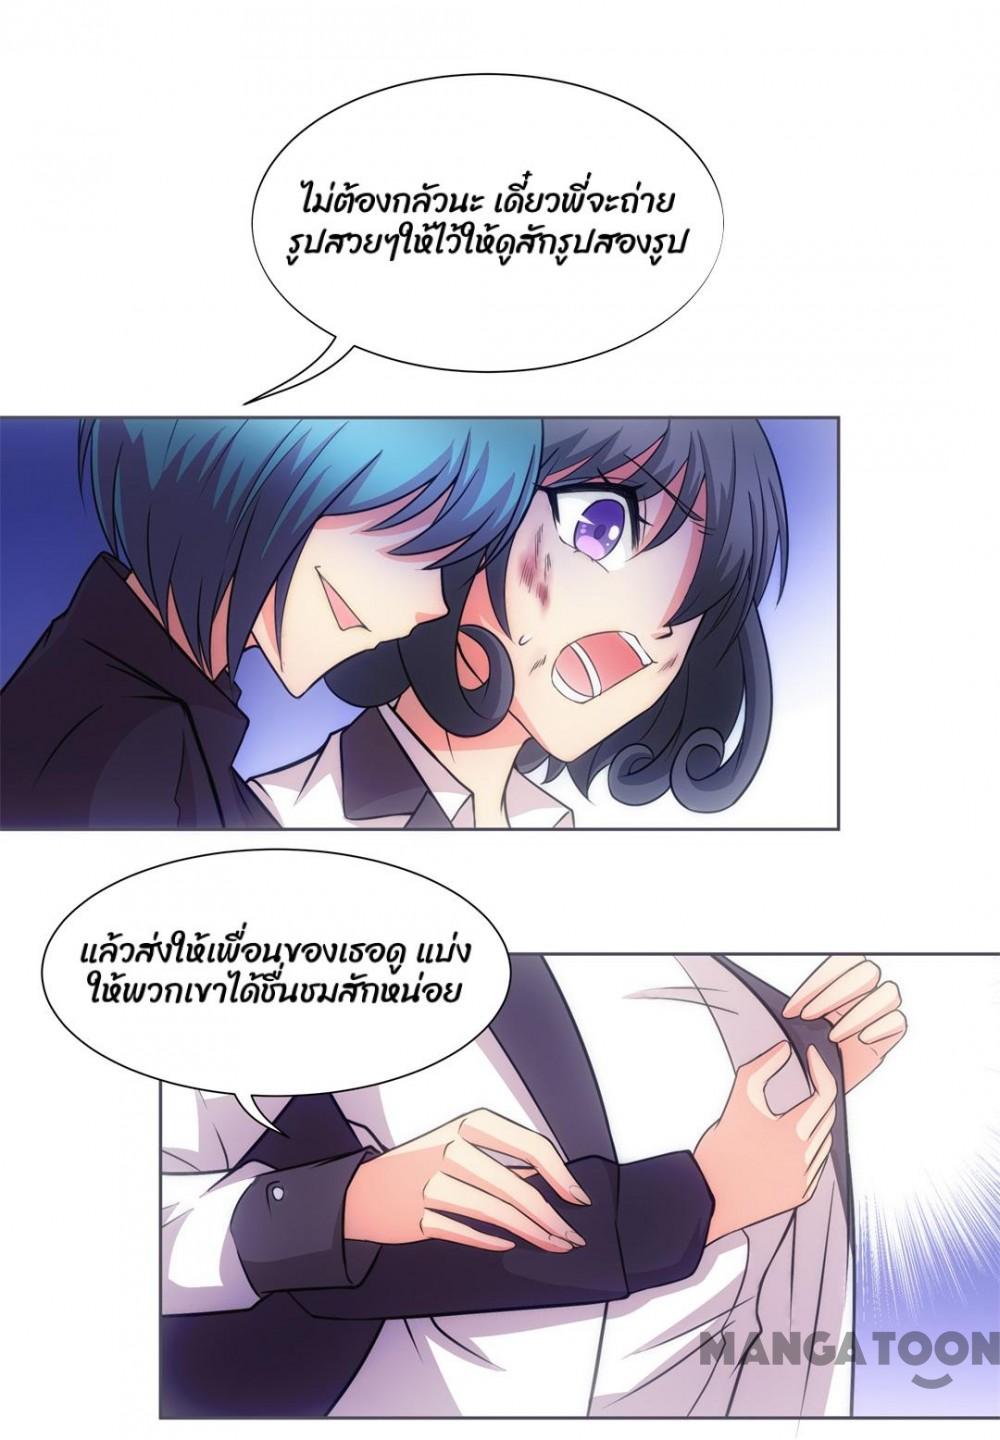 ไม่ต้องกลัวนะ เดี๋ยวพี่จะถ่าย
รูปสวยๆให้ไว้ให้ดูสักรูปสองรูป
แล้วส่งให้เพื่อนของเธอดู แบ่ง
ให้พวกเขาได้ชื่นชมสักหน่อย
MANGATOON